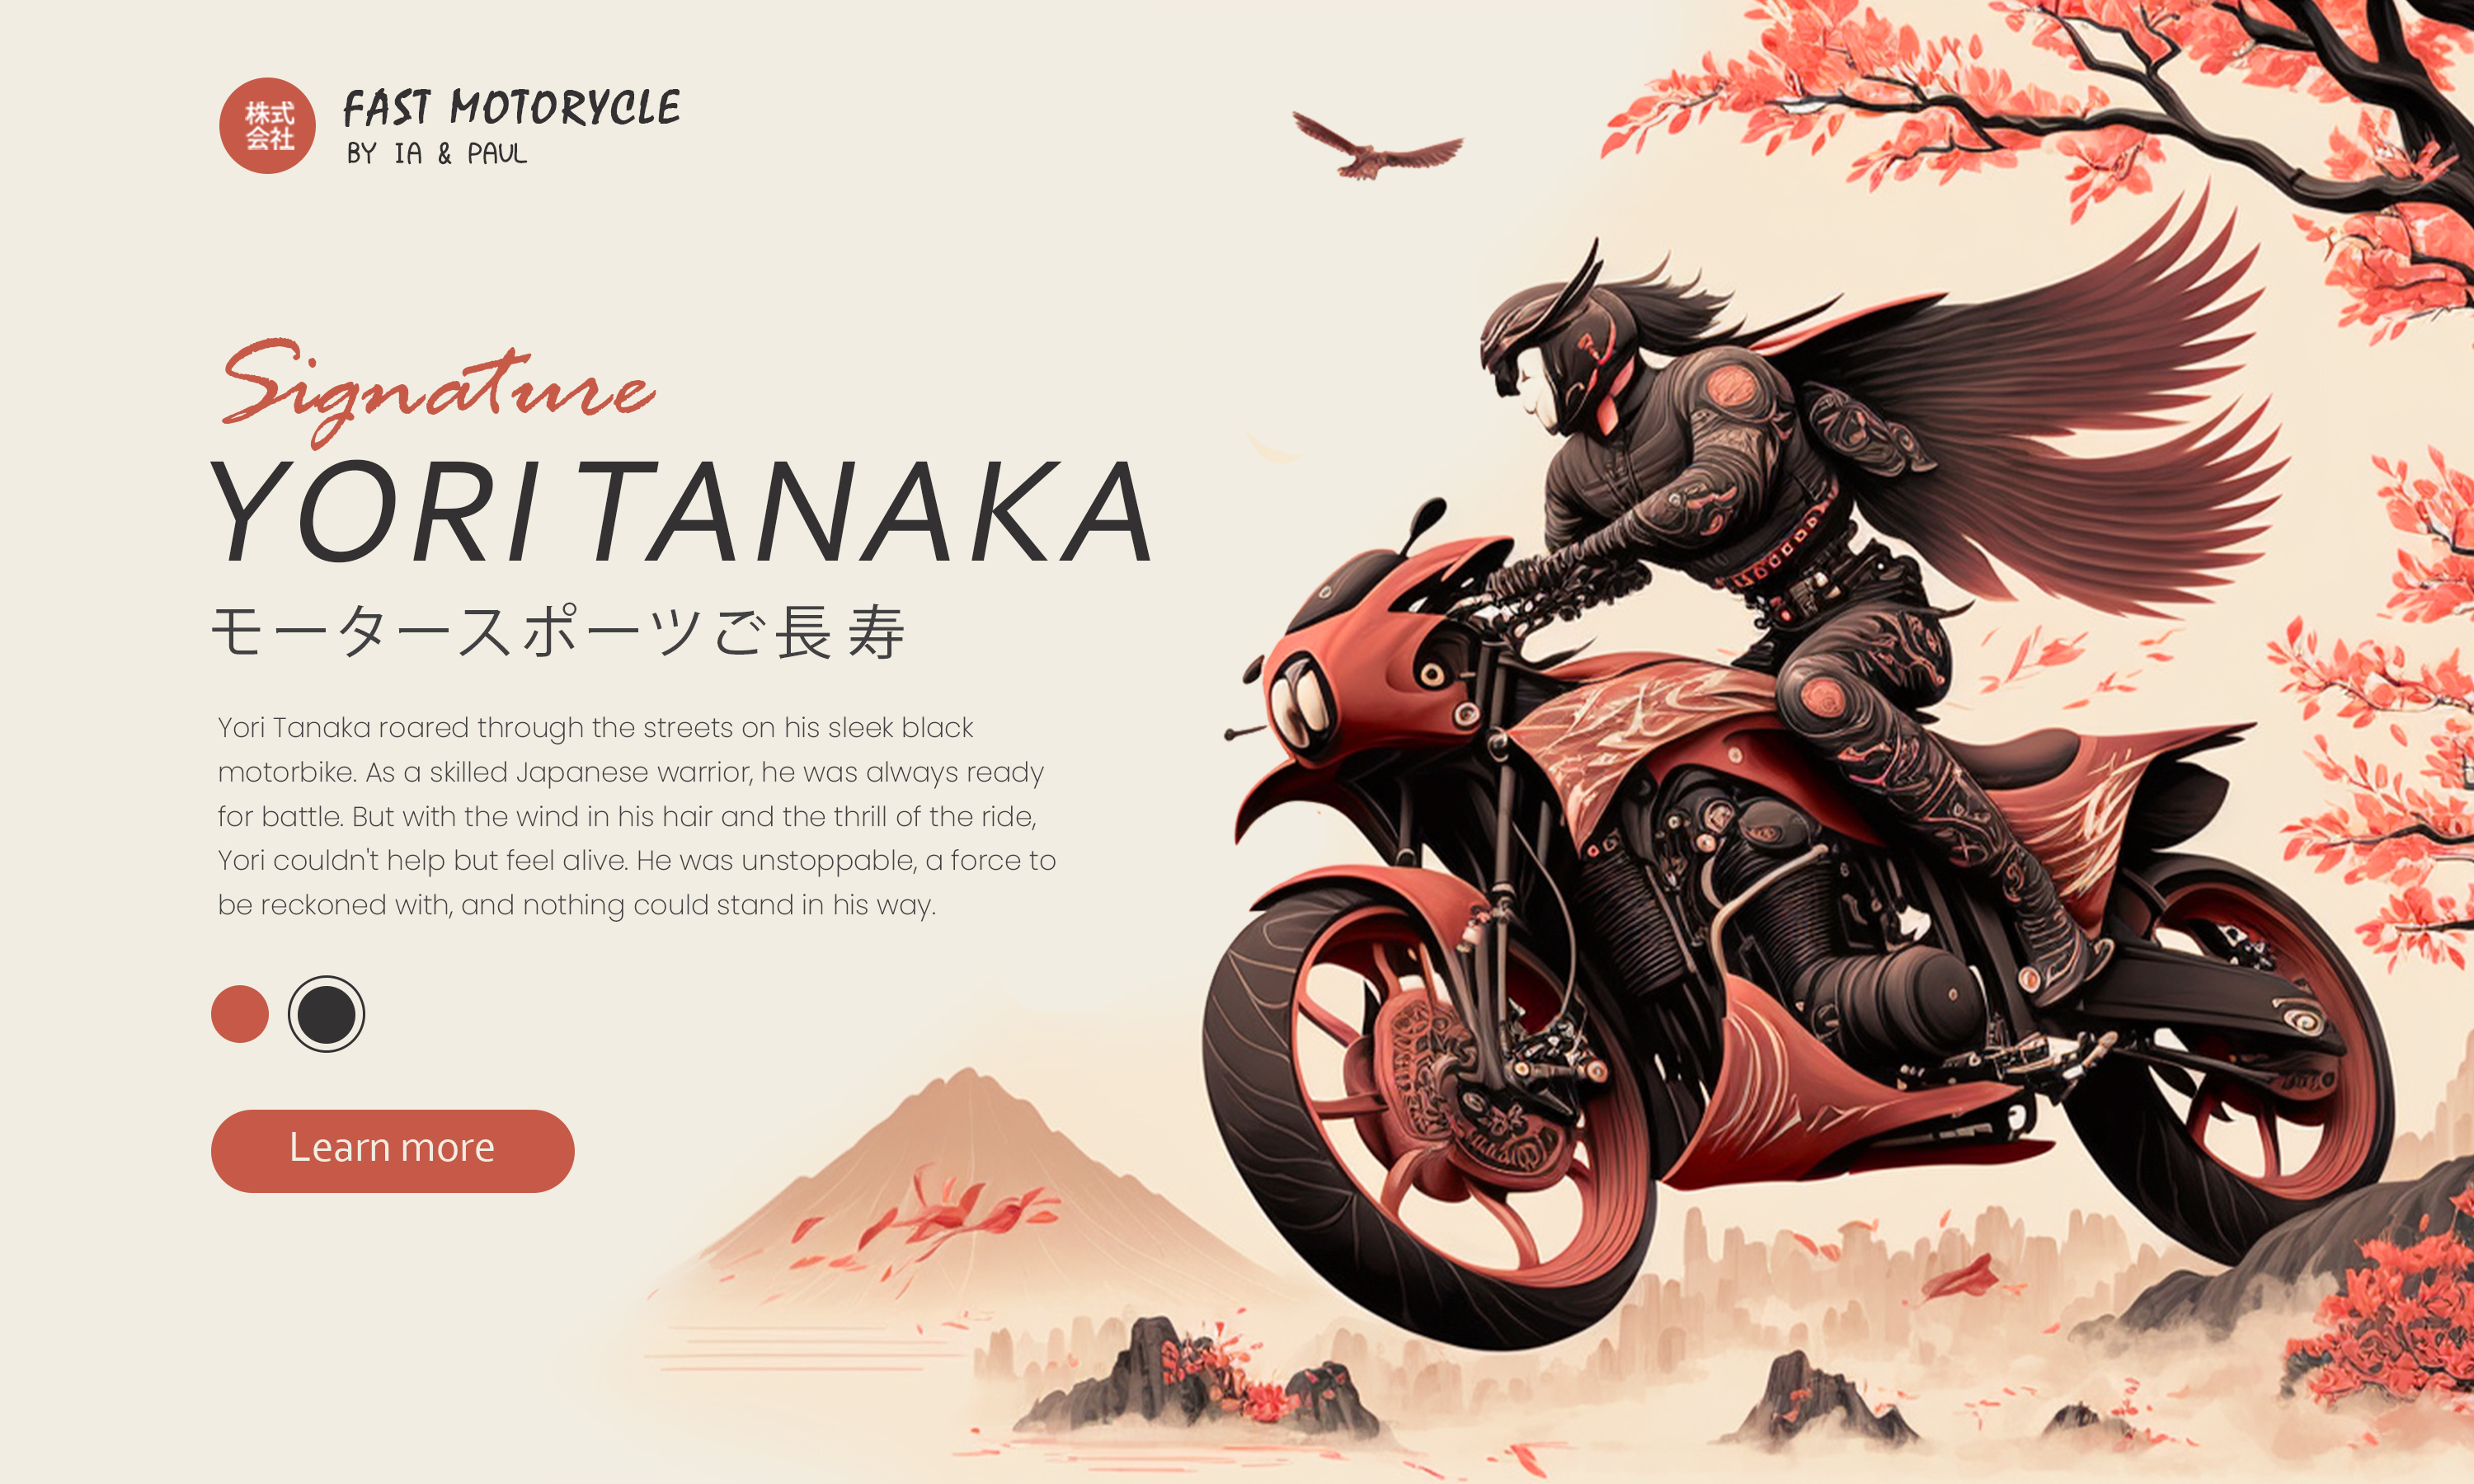 株式
会社
FAST MOTORYCLE
BY IA & PAUL
Signature
YORI TANAKA
モータースポーツご長寿
Yori Tanaka roared through the streets on his sleek black
motorbike. As a skilled Japanese warrior, he was always ready
for battle. But with the wind in his hair and the thrill of the ride,
Yori couldn't help but feel alive. He was unstoppable, a force to
be reckoned with, and nothing could stand in his way.
Learn more